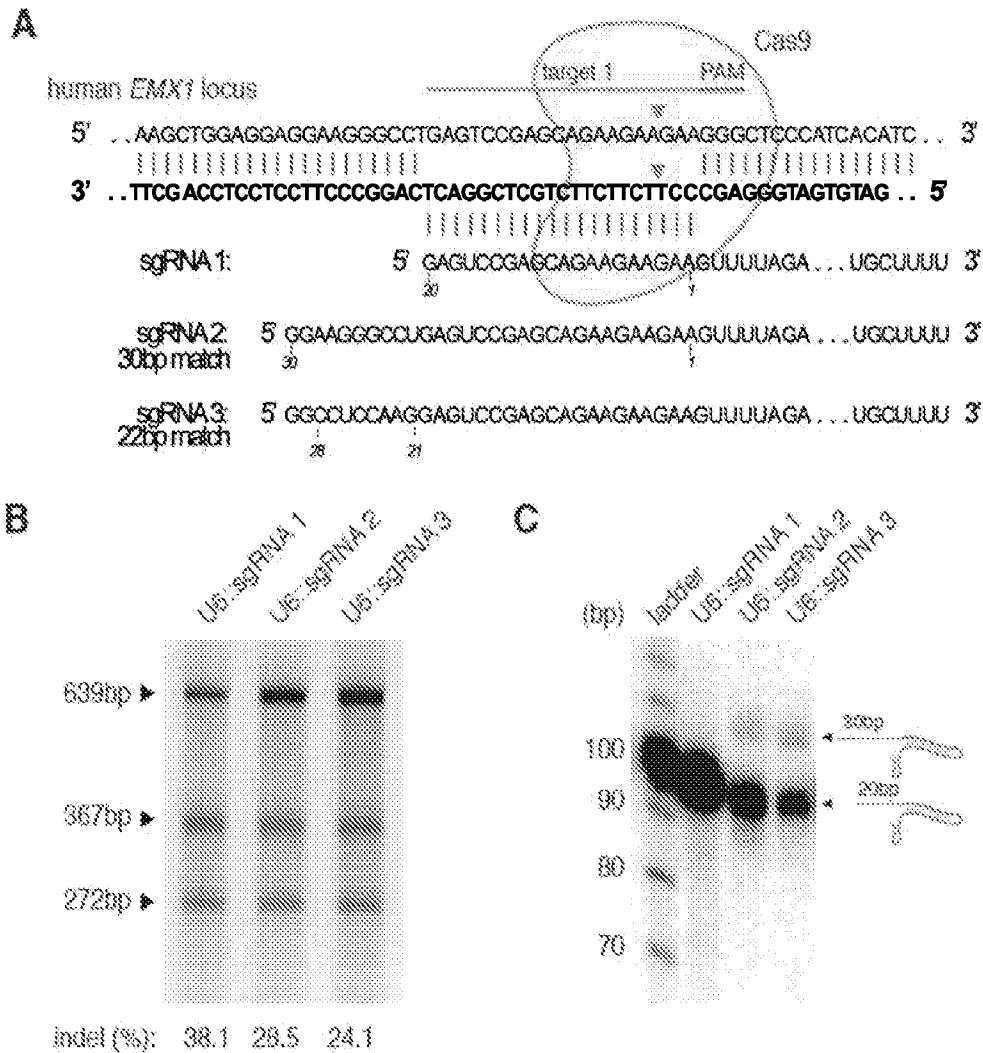 A
Cas9
target 1
PAM
human EMX1 locus
5' ..AAGCTGGAGGAGGAAGGGCCTGAGTCCGAGCAGAAGAAGAAGGGCTCCCATCACATC.. 3'
3' ..TTCGACCTCCTCCTTCCCGGACTCAGGCTCGTCTTCTTCTTCCCGAGGGTAGTGTAG.. 5'
sgRNA 1: 5' GAGUCCGAGCAGAAGAAGAAGUUUUAGA...UGCUUUU 3'
20 1
sgRNA 2: 5' GGAAGGGCCUGAGUCCGAGCAGAAGAAGAAGUUUUAGA...UGCUUUU 3'
30bp match
30 1
sgRNA 3: 5' GGCCUCCAAGGAGUCCGAGCAGAAGAAGAAGUUUUAGA...UGCUUUU 3'
22bp match
28 21
B
U6::sgRNA 1
U6::sgRNA 2
U6::sgRNA 3
639bp
367bp
272bp
indel (%): 38.1 28.5 24.1
C
(bp)
ladder
U6::sgRNA 1
U6::sgRNA 2
U6::sgRNA 3
100
90
80
70
30bp
20bp